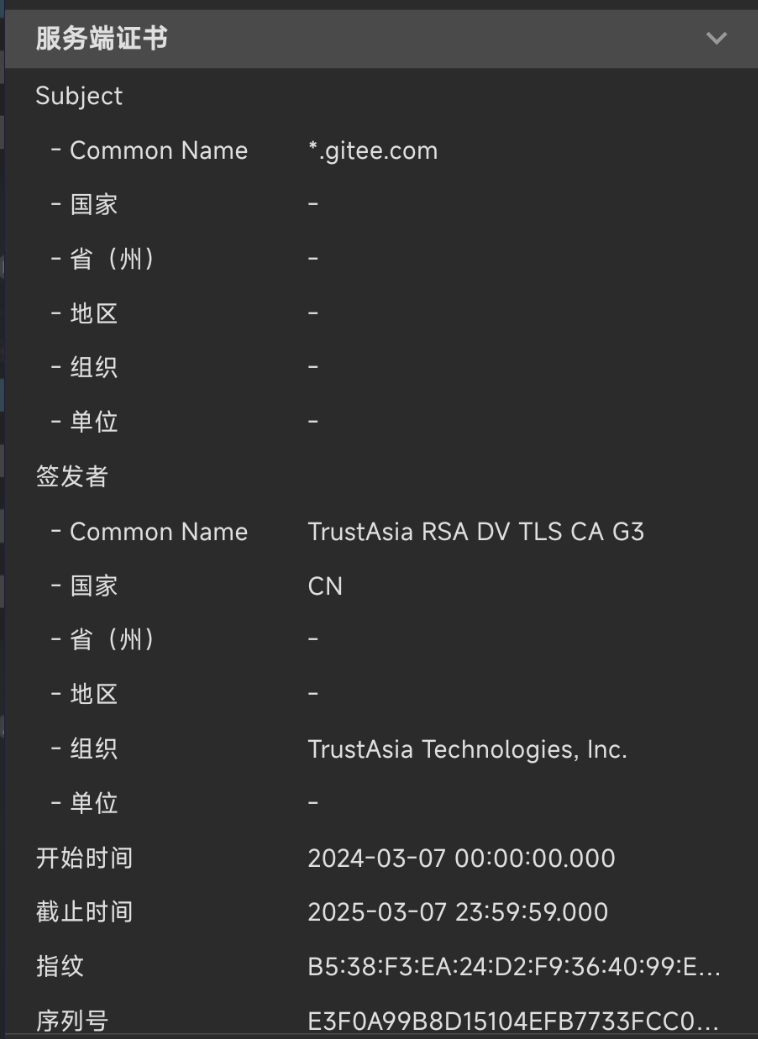 服务端证书
Subject
- Common Name *.gitee.com
- 国家 -
- 省（州） -
- 地区 -
- 组织 -
- 单位 -
签发者
- Common Name TrustAsia RSA DV TLS CA G3
- 国家 CN
- 省（州） -
- 地区 -
- 组织 TrustAsia Technologies, Inc.
- 单位 -
开始时间 2024-03-07 00:00:00.000
截止时间 2025-03-07 23:59:59.000
指纹 B5:38:F3:EA:24:D2:F9:36:40:99:E...
序列号 E3F0A99B8D15104EFB7733FCC0...